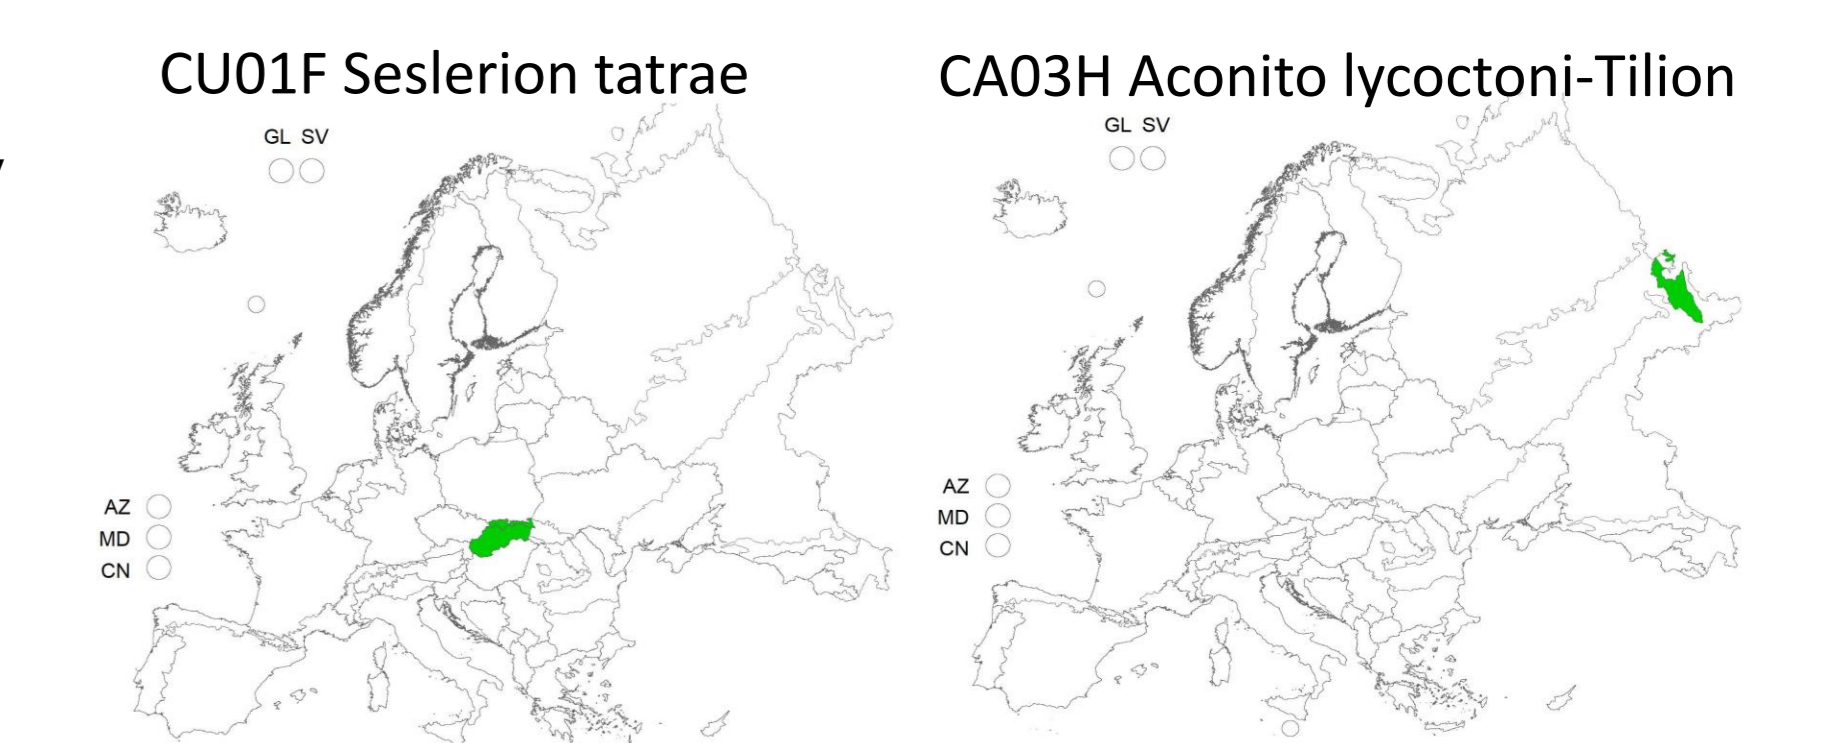 CU01F Seslerion tatrae
GL SV
AZ
MD
CN
CA03H Aconito lycoctoni-Tilion
GL SV
AZ
MD
CN